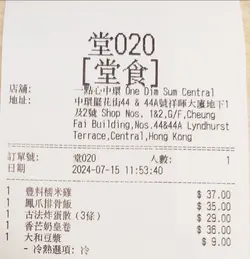 堂020
[堂食]
店舖: 一點心中環 One Dim Sum Central
地址: 中環擺花街44 & 44A號祥暉大廈地下1
及2號 Shop Nos. 1&2,G/F,Cheung
Fai Building,Nos.44&44A Lyndhurst
Terrace,Central,Hong Kong
訂單號: 堂020 人數: 1
日期 2024-07-15 11:53:40
1 豐料糯米雞 $ 37.00
1 鳳爪排骨飯 $ 35.00
1 古法炸蛋散 (3條) $ 29.00
1 香芒奶皇卷 $ 36.00
1 大和豆漿 $ 9.00
- 冷熱選項: 冷